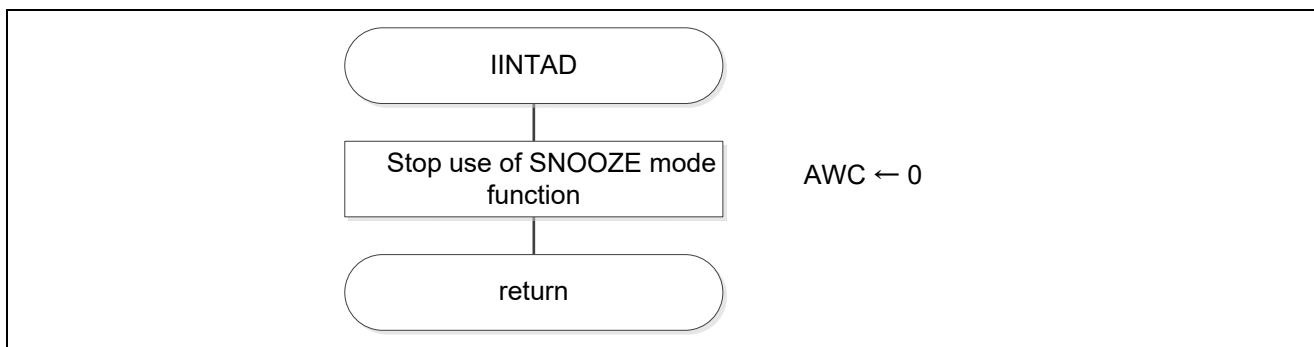 IINTAD
Stop use of SNOOZE mode
function
AWC ← 0
return